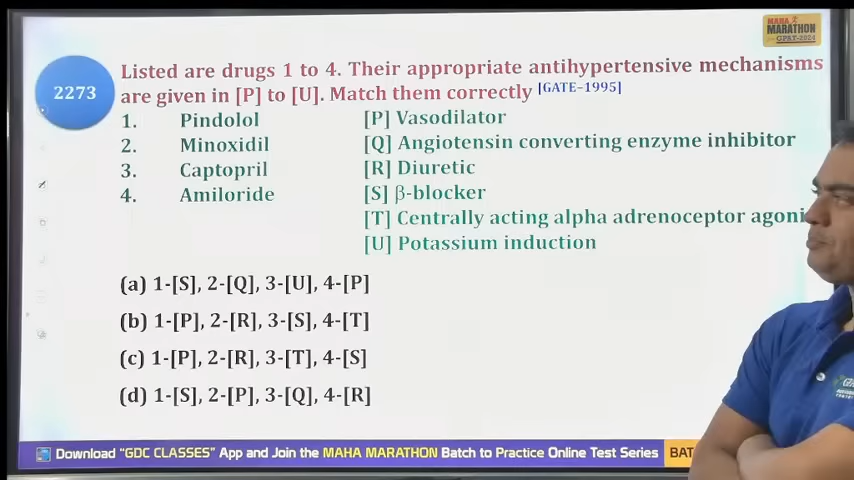 MAHA
MARATHON
GPAT-2024
2273
Listed are drugs 1 to 4. Their appropriate antihypertensive mechanisms
are given in [P] to [U]. Match them correctly [GATE-1995]
1. Pindolol [P] Vasodilator
2. Minoxidil [Q] Angiotensin converting enzyme inhibitor
3. Captopril [R] Diuretic
4. Amiloride [S] β-blocker
[T] Centrally acting alpha adrenoceptor agoni
[U] Potassium induction
(a) 1-[S], 2-[Q], 3-[U], 4-[P]
(b) 1-[P], 2-[R], 3-[S], 4-[T]
(c) 1-[P], 2-[R], 3-[T], 4-[S]
(d) 1-[S], 2-[P], 3-[Q], 4-[R]
Download "GDC CLASSES" App and Join the MAHA MARATHON Batch to Practice Online Test Series BAT